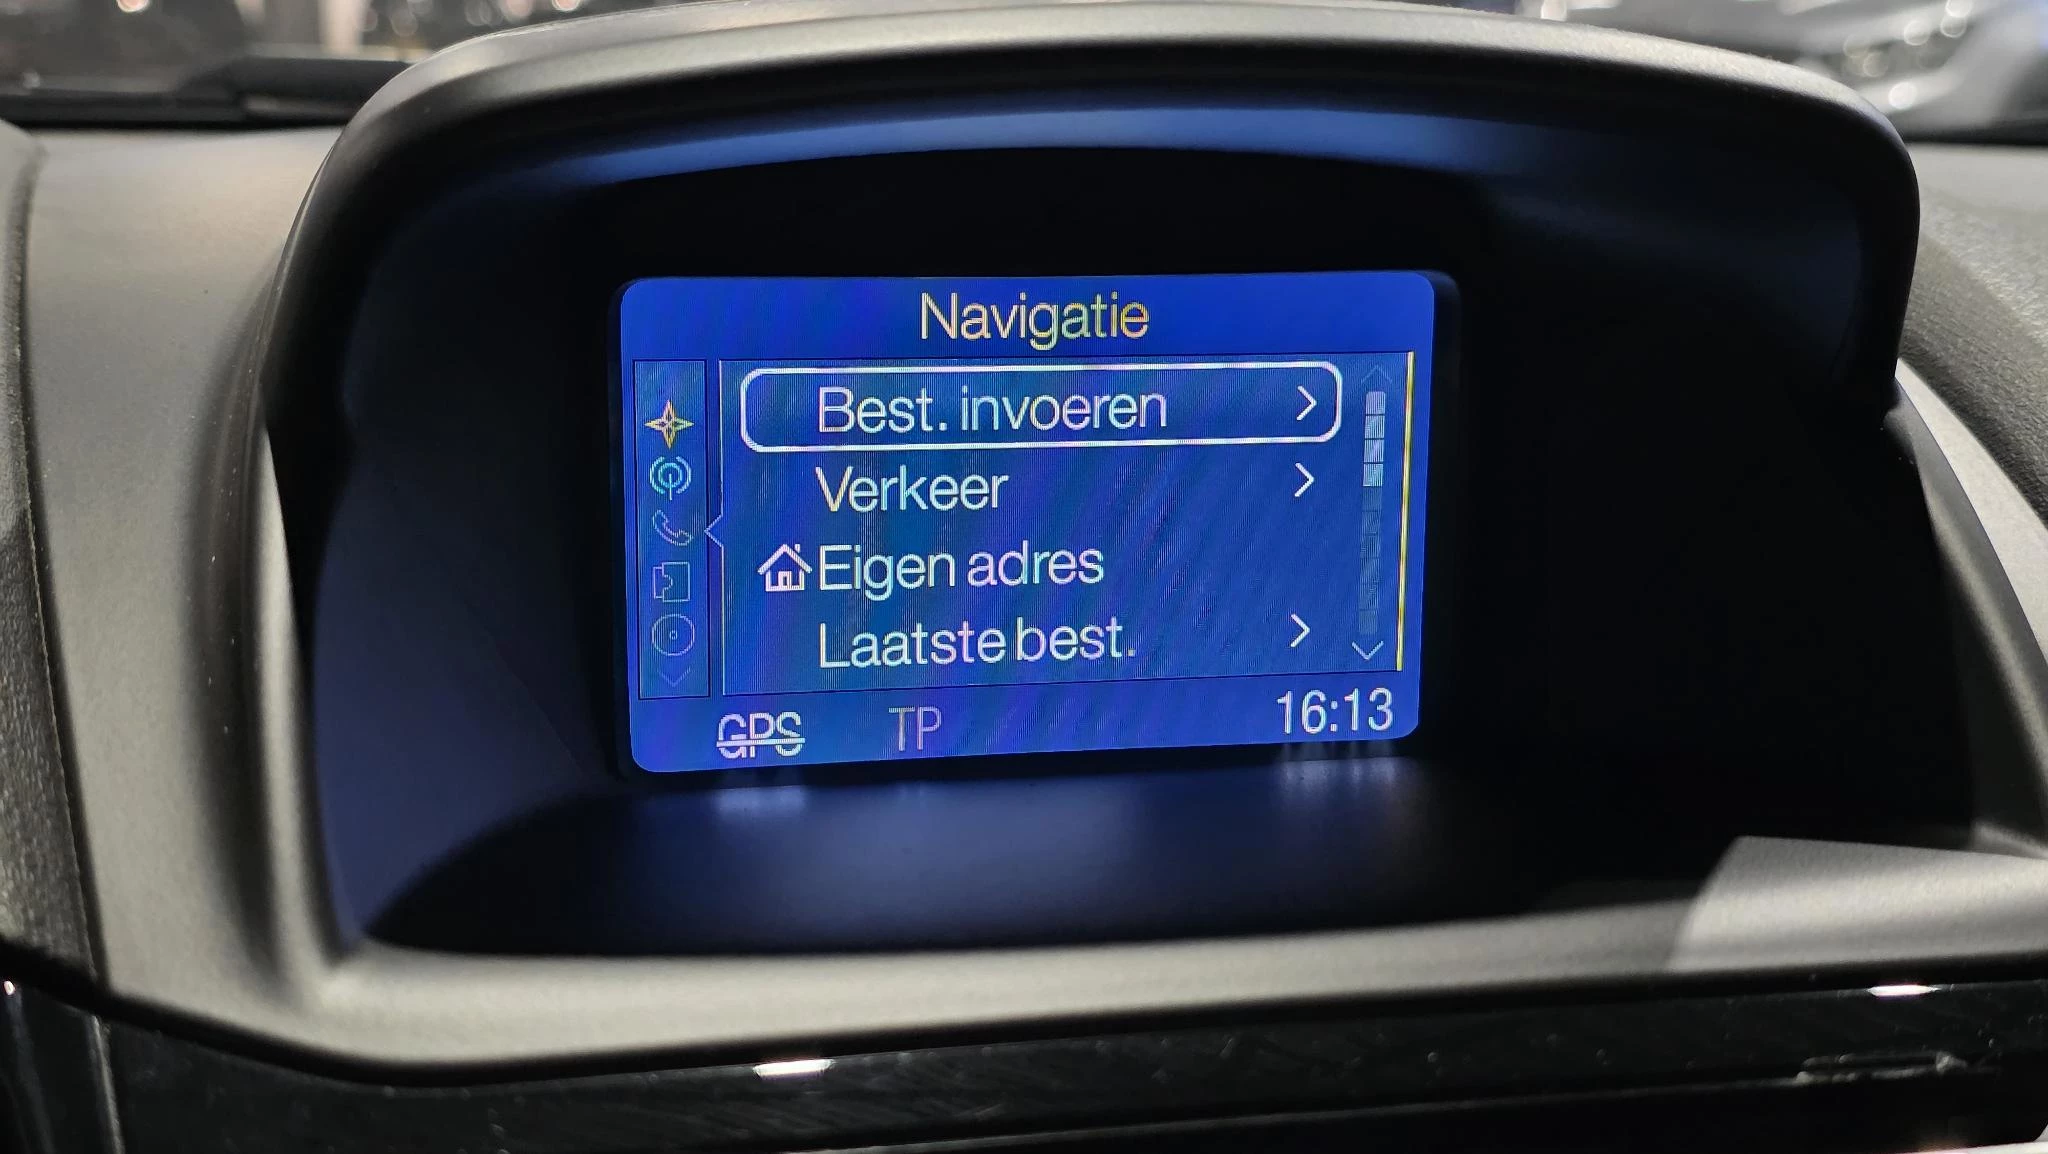 Navigatie
Best. invoeren
Verkeer
Eigen adres
Laatste best.
GPS TP 16:13